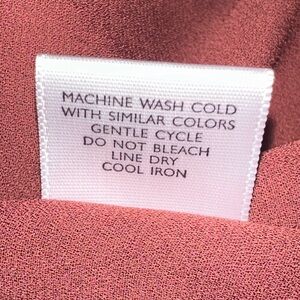 MACHINE WASH COLD
WITH SIMILAR COLORS
GENTLE CYCLE
DO NOT BLEACH
LINE DRY
COOL IRON